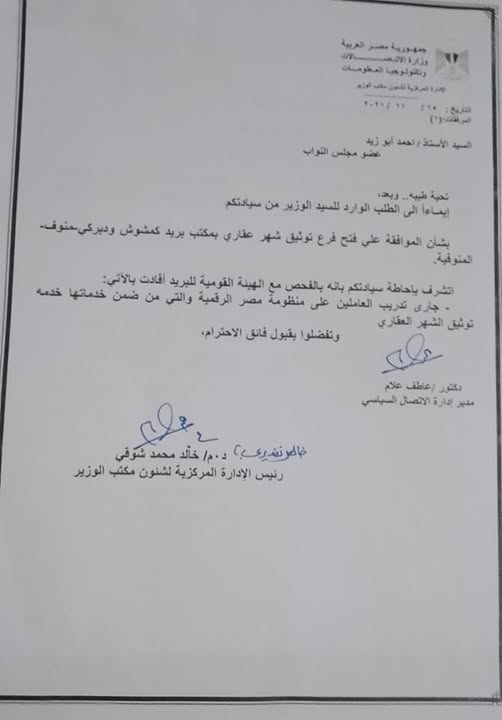 جمهورية مصر العربية
وزارة الاتصالات
وتكنولوجيا المعلومات
الإدارة المركزية لشئون مكتب الوزير
التاريخ : ١٥ / ١١ / ٢٠٢١
المرفقات:(١)
السيد الأستاذ / احمد أبو زيد
عضو مجلس النواب
تحية طيبه.. وبعد،
إيماءاً الى الطلب الوارد للسيد الوزير من سيادتكم
بشأن الموافقة علي فتح فرع توثيق شهر عقاري بمكتب بريد كمشوش وديركي-منوف-
المنوفية.
اتشرف بإحاطة سيادتكم بانه بالفحص مع الهيئة القومية للبريد أفادت بالآتي:
- جارى تدريب العاملين على منظومة مصر الرقمية والتي من ضمن خدماتها خدمه
توثيق الشهر العقاري
وتفضلوا بقبول فائق الاحترام،
دكتور /عاطف علام
مدير إدارة الاتصال السياسي
خالص تقديري،،
د.م/ خالد محمد شوقي
رئيس الإدارة المركزية لشئون مكتب الوزير